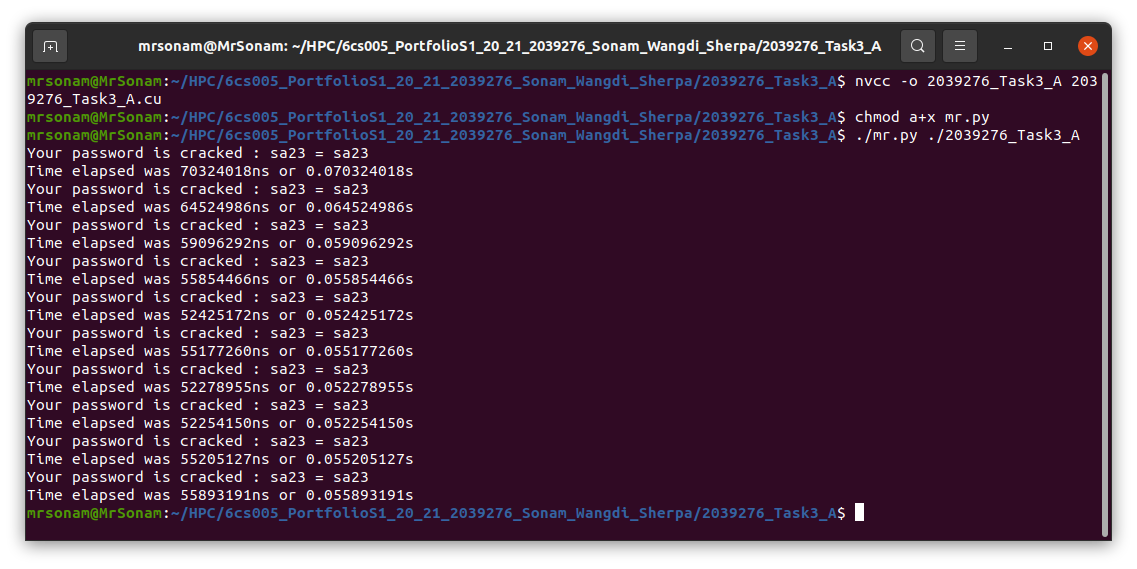 mrsonam@MrSonam: ~/HPC/6cs005_PortfolioS1_20_21_2039276_Sonam_Wangdi_Sherpa/2039276_Task3_A
mrsonam@MrSonam:~/HPC/6cs005_PortfolioS1_20_21_2039276_Sonam_Wangdi_Sherpa/2039276_Task3_A$ nvcc -o 2039276_Task3_A 203
9276_Task3_A.cu
mrsonam@MrSonam:~/HPC/6cs005_PortfolioS1_20_21_2039276_Sonam_Wangdi_Sherpa/2039276_Task3_A$ chmod a+x mr.py
mrsonam@MrSonam:~/HPC/6cs005_PortfolioS1_20_21_2039276_Sonam_Wangdi_Sherpa/2039276_Task3_A$ ./mr.py ./2039276_Task3_A
Your password is cracked : sa23 = sa23
Time elapsed was 70324018ns or 0.070324018s
Your password is cracked : sa23 = sa23
Time elapsed was 64524986ns or 0.064524986s
Your password is cracked : sa23 = sa23
Time elapsed was 59096292ns or 0.059096292s
Your password is cracked : sa23 = sa23
Time elapsed was 55854466ns or 0.055854466s
Your password is cracked : sa23 = sa23
Time elapsed was 52425172ns or 0.052425172s
Your password is cracked : sa23 = sa23
Time elapsed was 55177260ns or 0.055177260s
Your password is cracked : sa23 = sa23
Time elapsed was 52278955ns or 0.052278955s
Your password is cracked : sa23 = sa23
Time elapsed was 52254150ns or 0.052254150s
Your password is cracked : sa23 = sa23
Time elapsed was 55205127ns or 0.055205127s
Your password is cracked : sa23 = sa23
Time elapsed was 55893191ns or 0.055893191s
mrsonam@MrSonam:~/HPC/6cs005_PortfolioS1_20_21_2039276_Sonam_Wangdi_Sherpa/2039276_Task3_A$